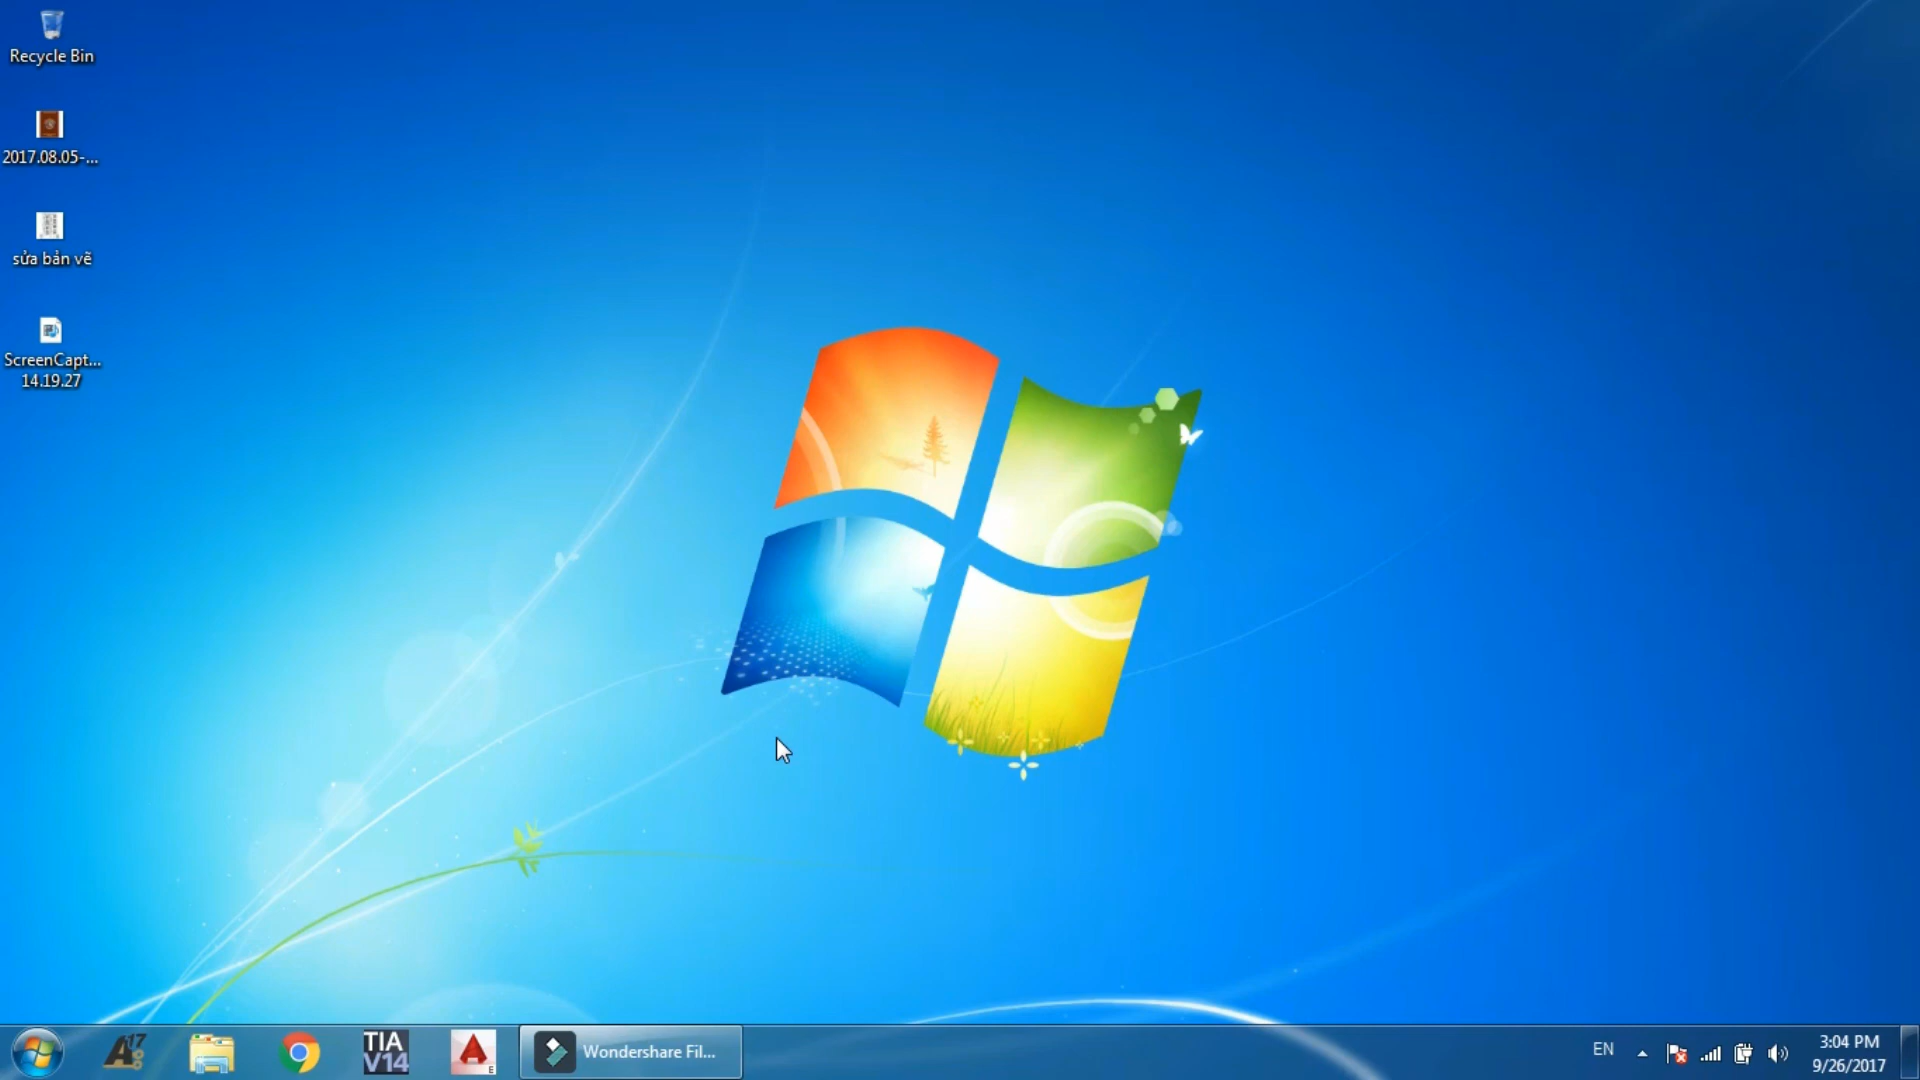 Recycle Bin
2017.08.05-...
sửa bản vẽ
ScreenCapt...
14.19.27
17
TIA
V14
E
Wondershare Fil...
EN
3:04 PM
9/26/2017